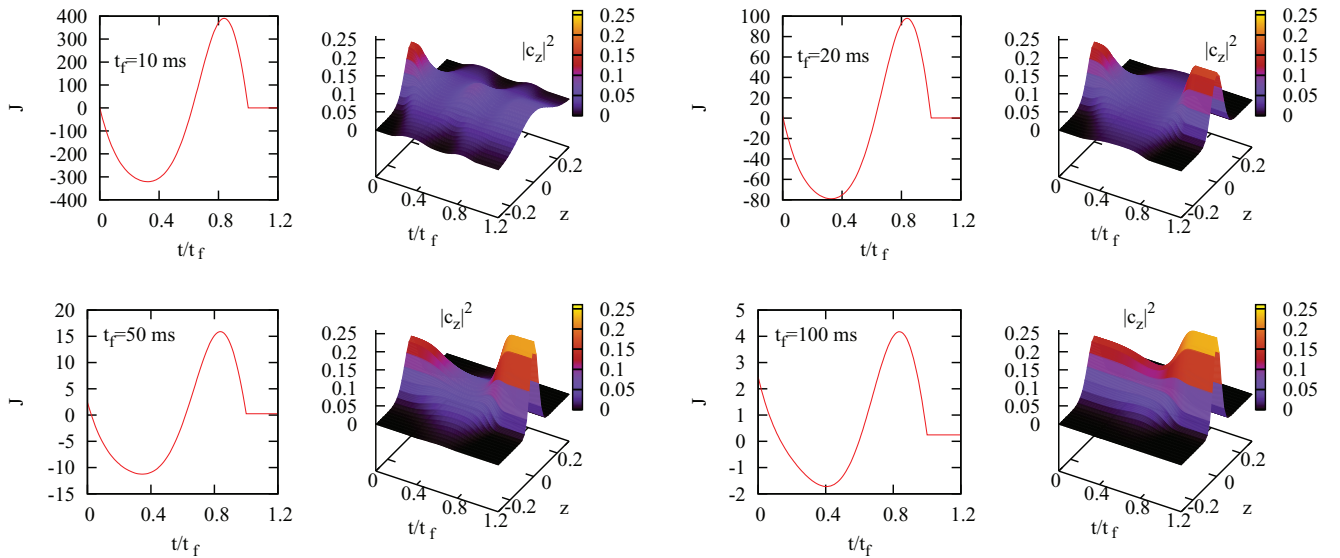 400
300
200
100
0
-100
-200
-300
-400
J
t_f=10 ms
0 0.4 0.8 1.2
t/t_f
|c_z|^2
0.25
0.2
0.15
0.1
0.05
0
0.25
0.2
0.15
0.1
0.05
0
0 0.4 0.8 1.2
t/t_f
-0.2 0 0.2
z
100
80
60
40
20
0
-20
-40
-60
-80
J
t_f=20 ms
0 0.4 0.8 1.2
t/t_f
|c_z|^2
0.25
0.2
0.15
0.1
0.05
0
0.25
0.2
0.15
0.1
0.05
0
0 0.4 0.8 1.2
t/t_f
-0.2 0 0.2
z
20
15
10
5
0
-5
-10
-15
J
t_f=50 ms
0 0.4 0.8 1.2
t/t_f
|c_z|^2
0.25
0.2
0.15
0.1
0.05
0.25
0.2
0.15
0.1
0.05
0
0 0.4 0.8 1.2
t/t_f
-0.2 0 0.2
z
5
4
3
2
1
0
-1
-2
J
t_f=100 ms
0 0.4 0.8 1.2
t/t_f
|c_z|^2
0.25
0.2
0.15
0.1
0.05
0
0.25
0.2
0.15
0.1
0.05
0
0 0.4 0.8 1.2
t/t_f
-0.2 0 0.2
z